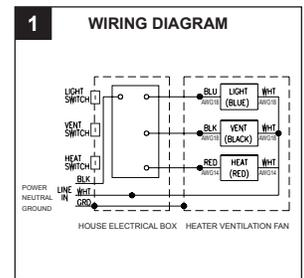 1 WIRING DIAGRAM
LIGHT SWITCH
BLU LIGHT (BLUE) WHT
AWG18 AWG18
VENT SWITCH
BLK VENT (BLACK) WHT
AWG18 AWG18
HEAT SWITCH
RED HEAT (RED) WHT
AWG14 AWG14
BLK
POWER
NEUTRAL LINE IN WHT
GROUND GRD
HOUSE ELECTRICAL BOX HEATER VENTILATION FAN